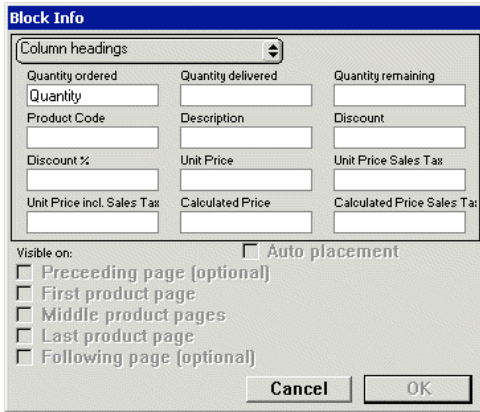 Block Info
Column headings
Quantity ordered Quantity delivered Quantity remaining
Quantity
Product Code Description Discount
Discount % Unit Price Unit Price Sales Tax
Unit Price incl. Sales Tax Calculated Price Calculated Price Sales Tax
Visible on: Auto placement
Preceeding page (optional)
First product page
Middle product pages
Last product page
Following page (optional)
Cancel OK